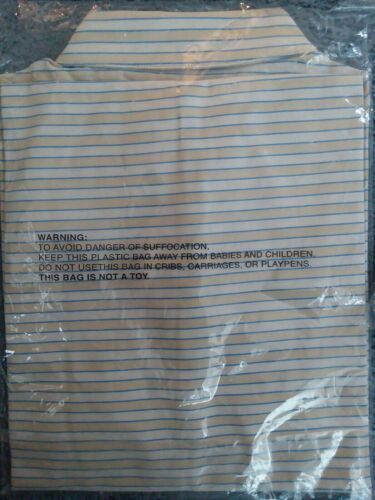 WARNING:
TO AVOID DANGER OF SUFFOCATION,
KEEP THIS PLASTIC BAG AWAY FROM BABIES AND CHILDREN.
DO NOT USETHIS BAG IN CRIBS, CARRIAGES, OR PLAYPENS.
THIS BAG IS NOT A TOY.